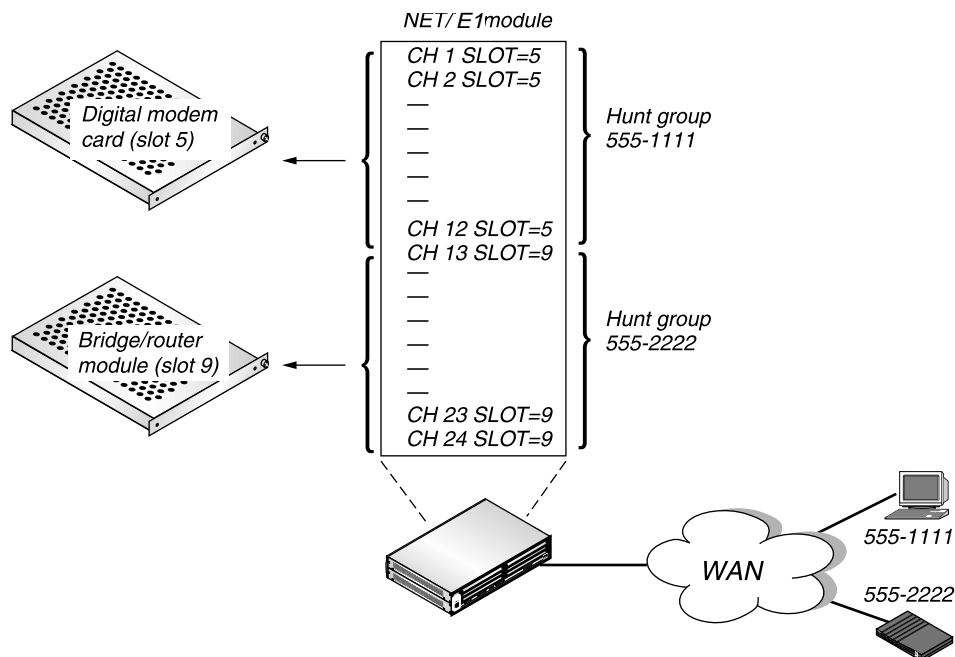 NET/E1module
CH 1 SLOT=5
CH 2 SLOT=5
CH 12 SLOT=5
CH 13 SLOT=9
CH 23 SLOT=9
CH 24 SLOT=9
Digital modem
card (slot 5)
Hunt group
555-1111
Bridge/router
module (slot 9)
Hunt group
555-2222
WAN
555-1111
555-2222